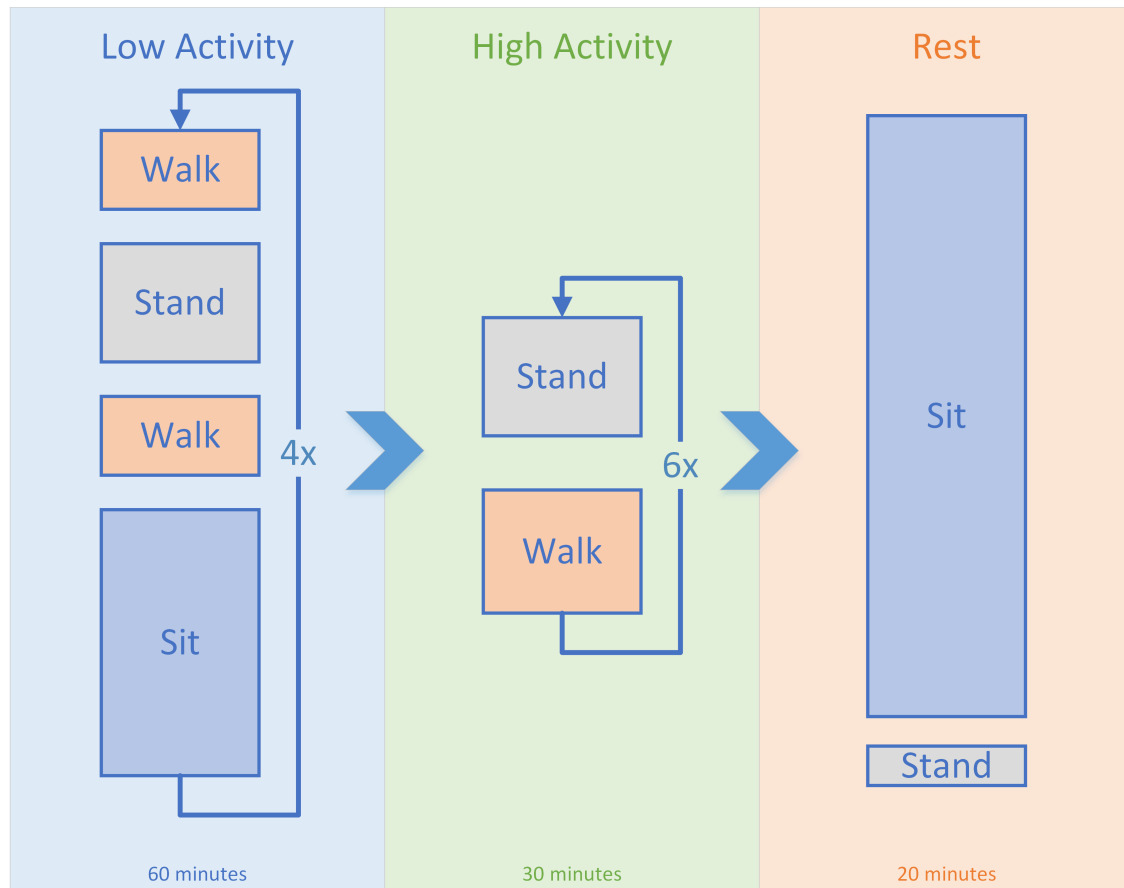 Low Activity
Walk
Stand
Walk
4x
Sit
60 minutes
High Activity
Stand
6x
Walk
30 minutes
Rest
Sit
Stand
20 minutes